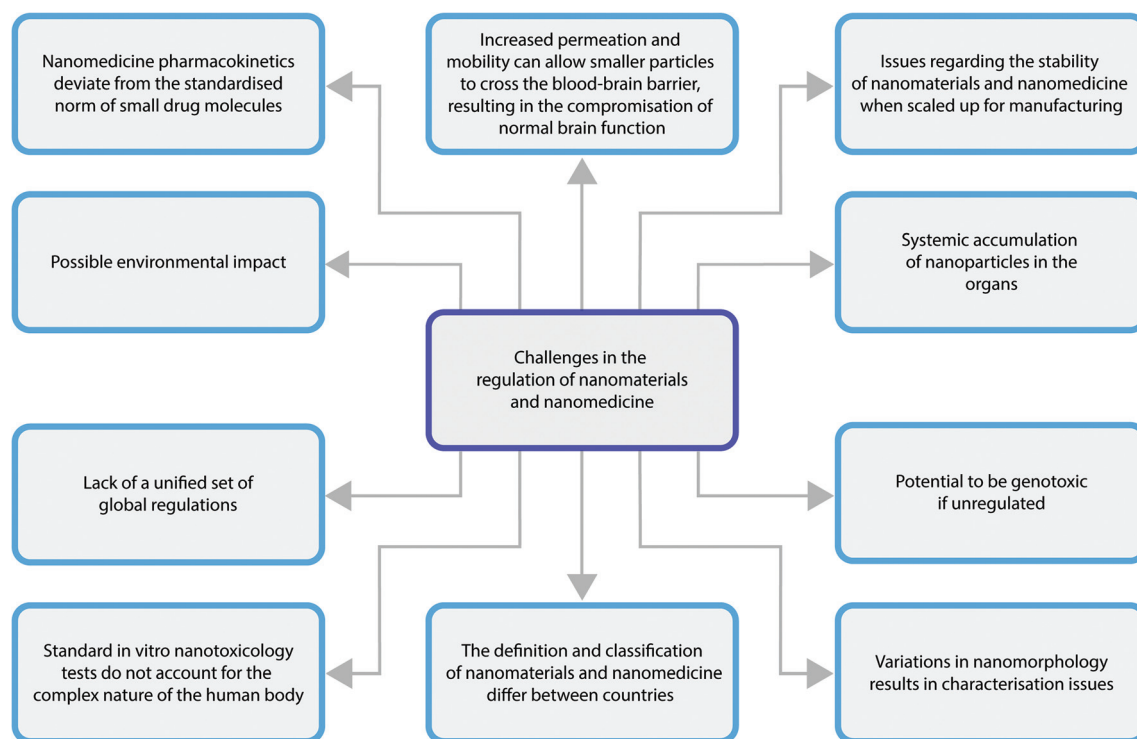 Nanomedicine pharmacokinetics
deviate from the standardised
norm of small drug molecules
Increased permeation and
mobility can allow smaller particles
to cross the blood-brain barrier,
resulting in the compromisation of
normal brain function
Issues regarding the stability
of nanomaterials and nanomedicine
when scaled up for manufacturing
Possible environmental impact
Systemic accumulation
of nanoparticles in the
organs
Challenges in the
regulation of nanomaterials
and nanomedicine
Lack of a unified set of
global regulations
Potential to be genotoxic
if unregulated
Standard in vitro nanotoxicology
tests do not account for the
complex nature of the human body
The definition and classification
of nanomaterials and nanomedicine
differ between countries
Variations in nanomorphology
results in characterisation issues